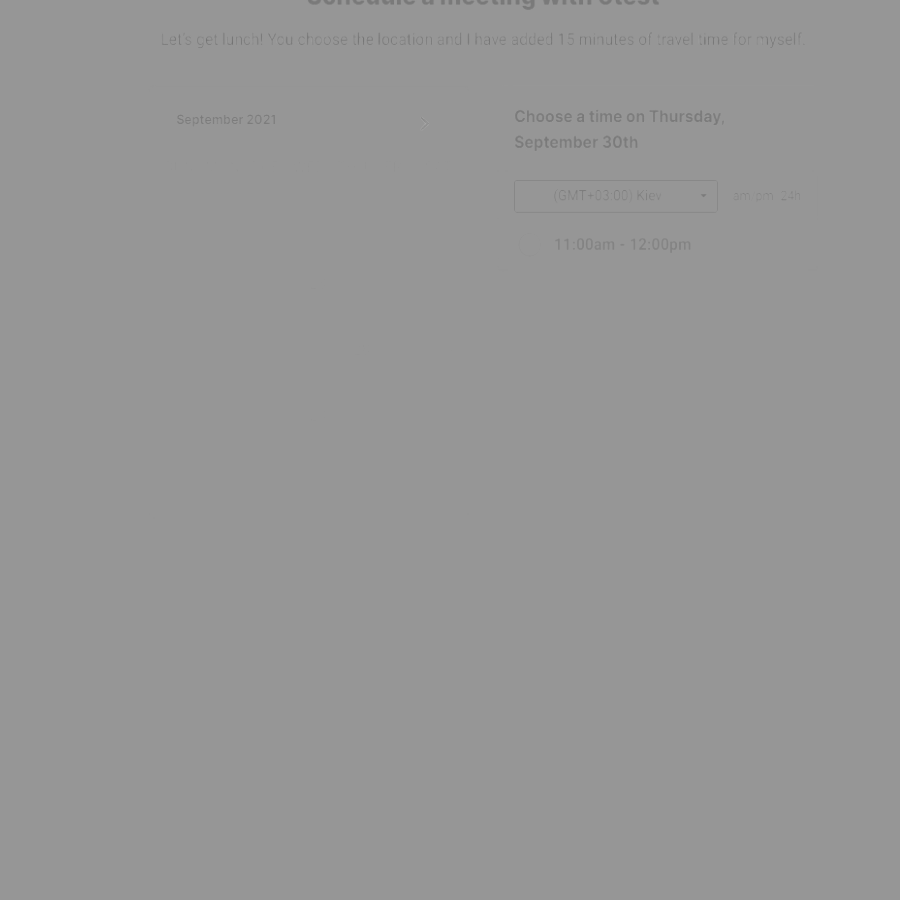 Schedule a meeting with Utest
Let's get lunch! You choose the location and I have added 15 minutes of travel time for myself.
September 2021
Choose a time on Thursday,
September 30th
(GMT+03:00) Kiev
am pm 24h
11:00am - 12:00pm